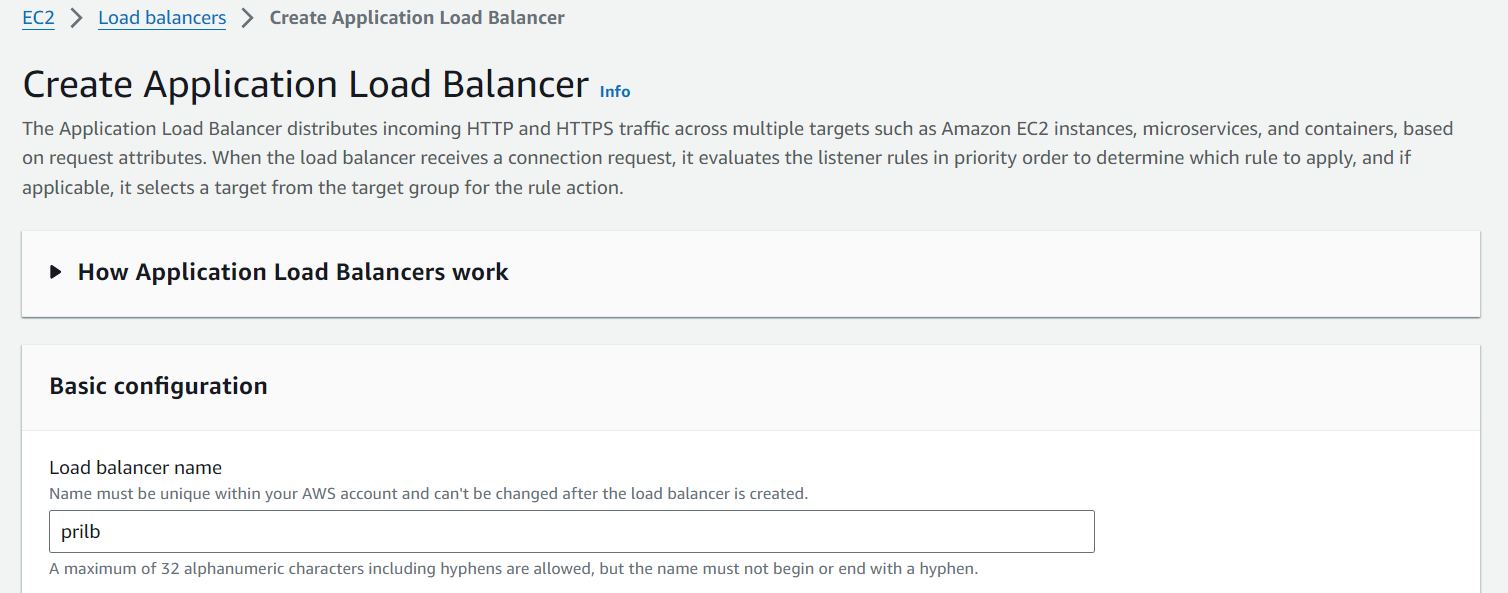 EC2 > Load balancers > Create Application Load Balancer
Create Application Load Balancer Info
The Application Load Balancer distributes incoming HTTP and HTTPS traffic across multiple targets such as Amazon EC2 instances, microservices, and containers, based
on request attributes. When the load balancer receives a connection request, it evaluates the listener rules in priority order to determine which rule to apply, and if
applicable, it selects a target from the target group for the rule action.
How Application Load Balancers work
Basic configuration
Load balancer name
Name must be unique within your AWS account and can't be changed after the load balancer is created.
prilb
A maximum of 32 alphanumeric characters including hyphens are allowed, but the name must not begin or end with a hyphen.